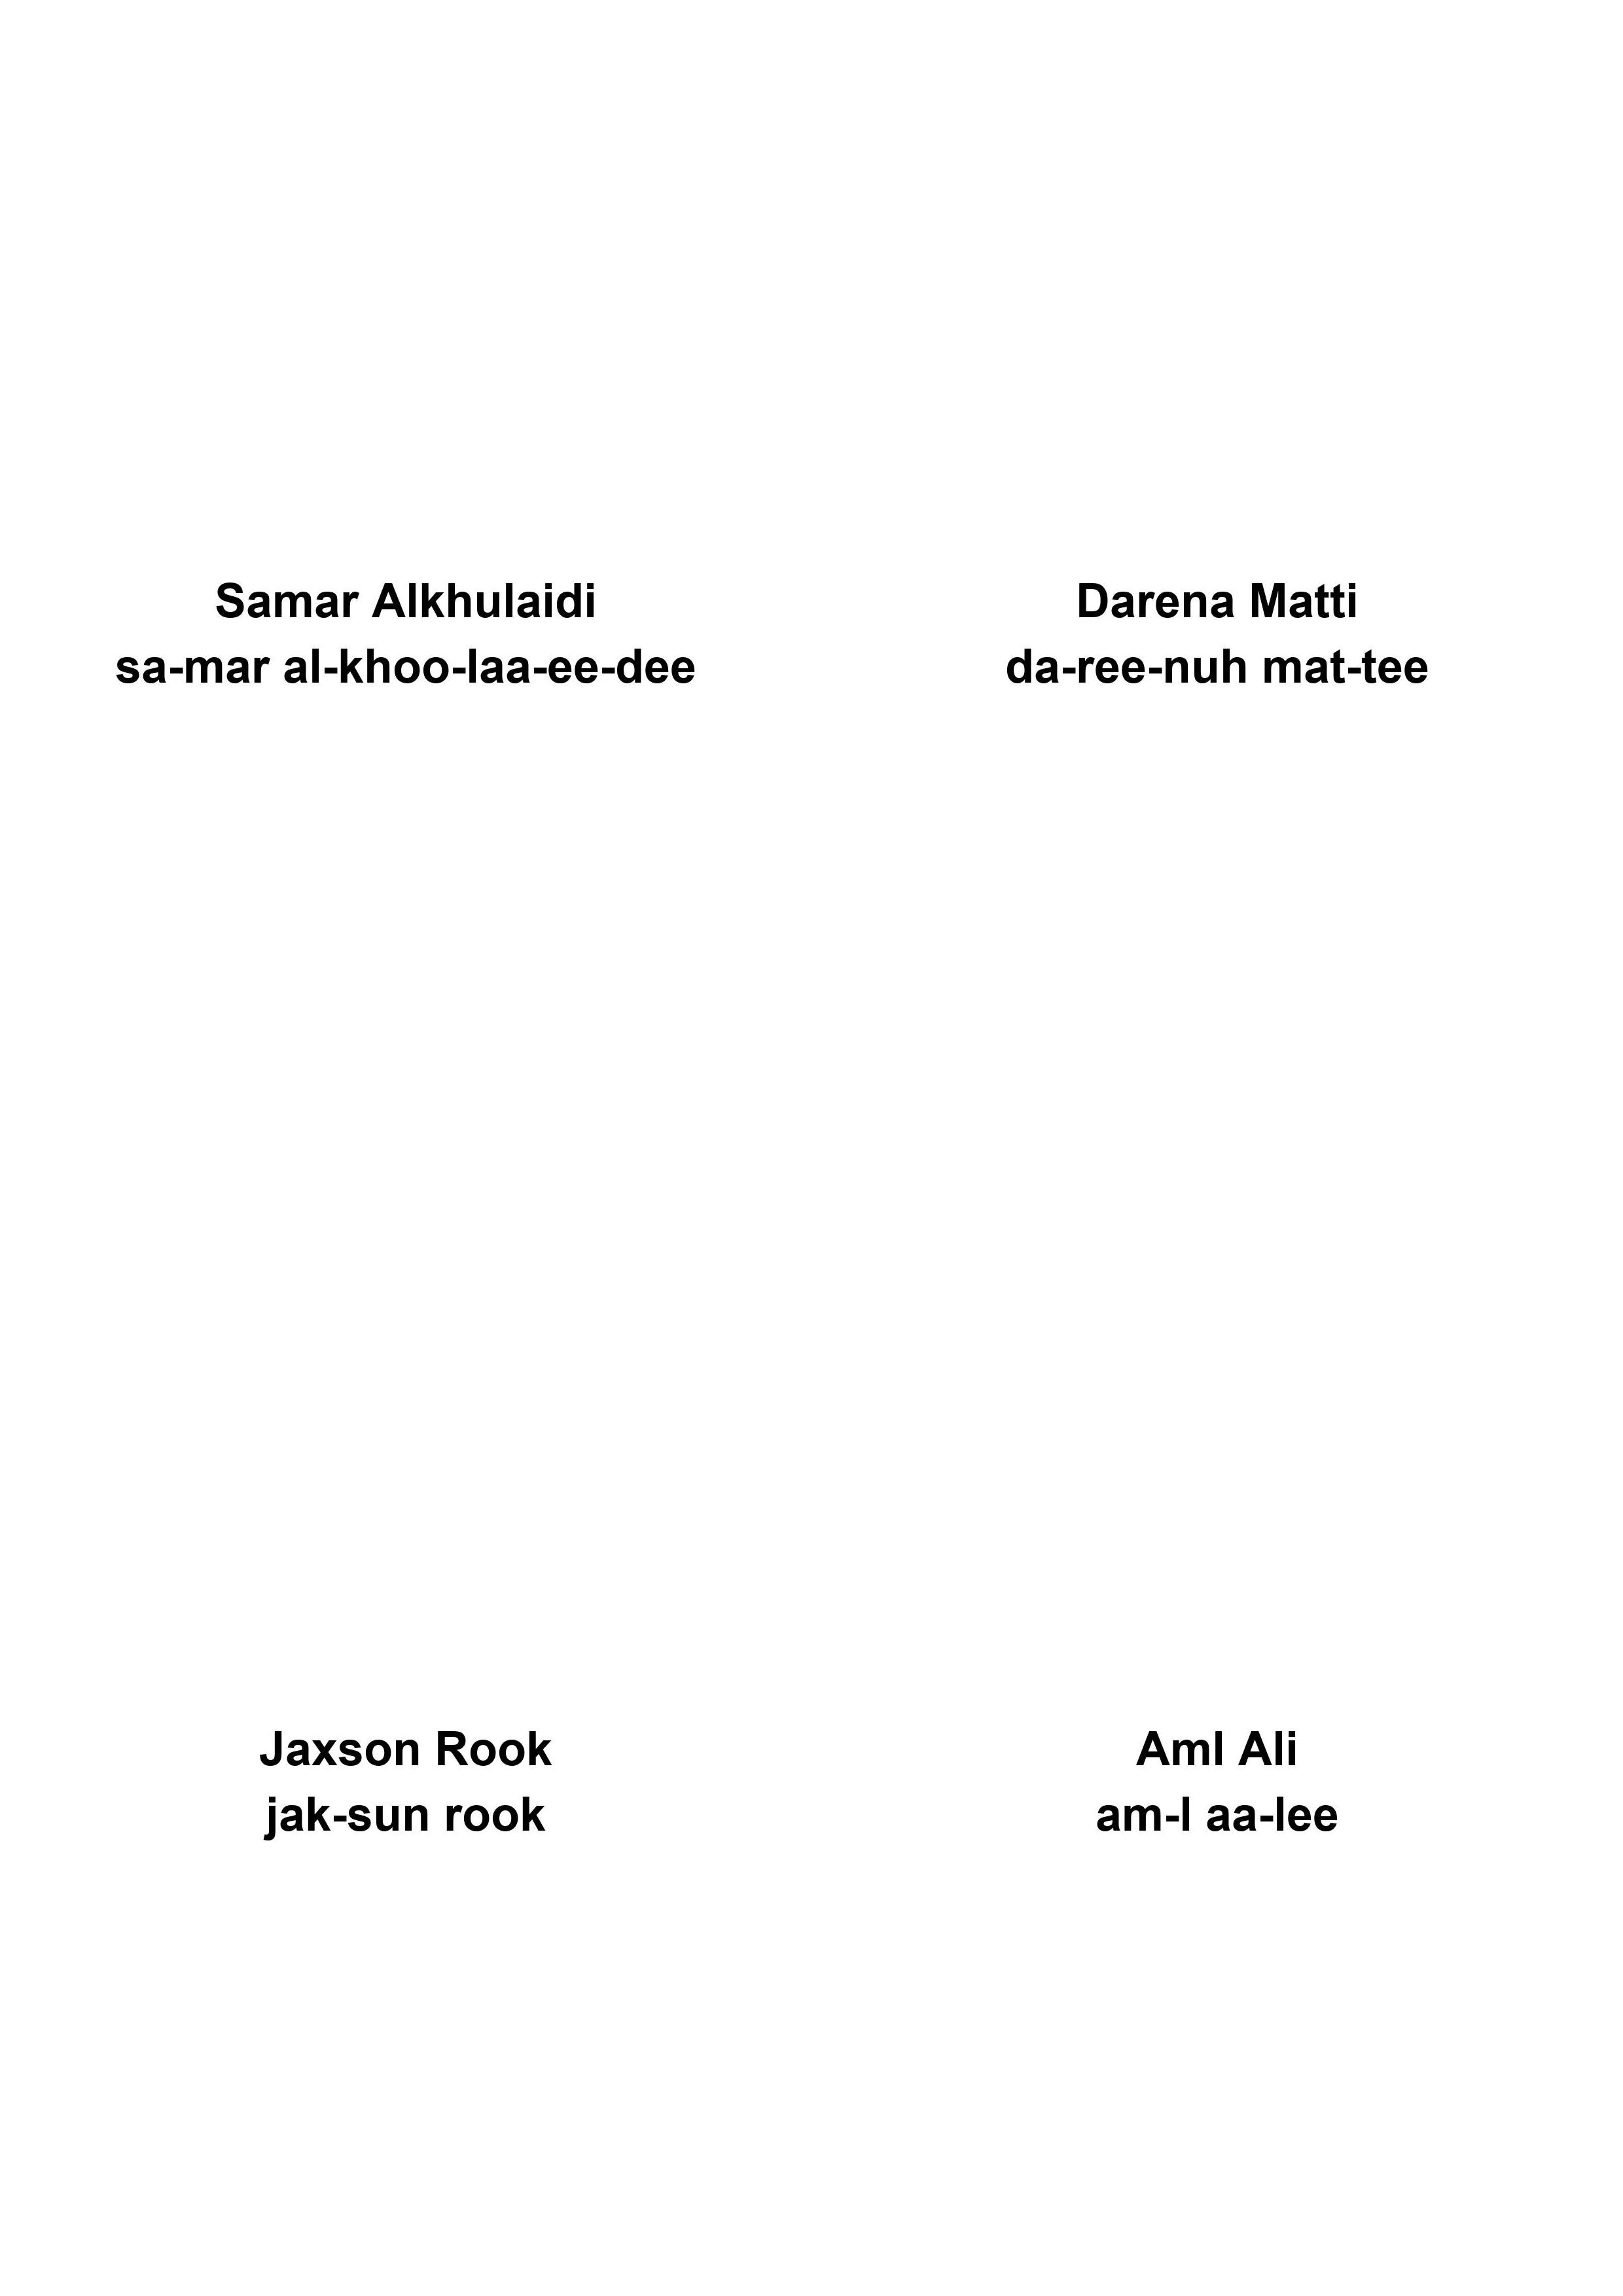 Samar Alkhulaidi
sa-mar al-khoo-laa-ee-dee
Darena Matti
da-ree-nuh mat-tee
Jaxson Rook
jak-sun rook
Aml Ali
am-l aa-lee